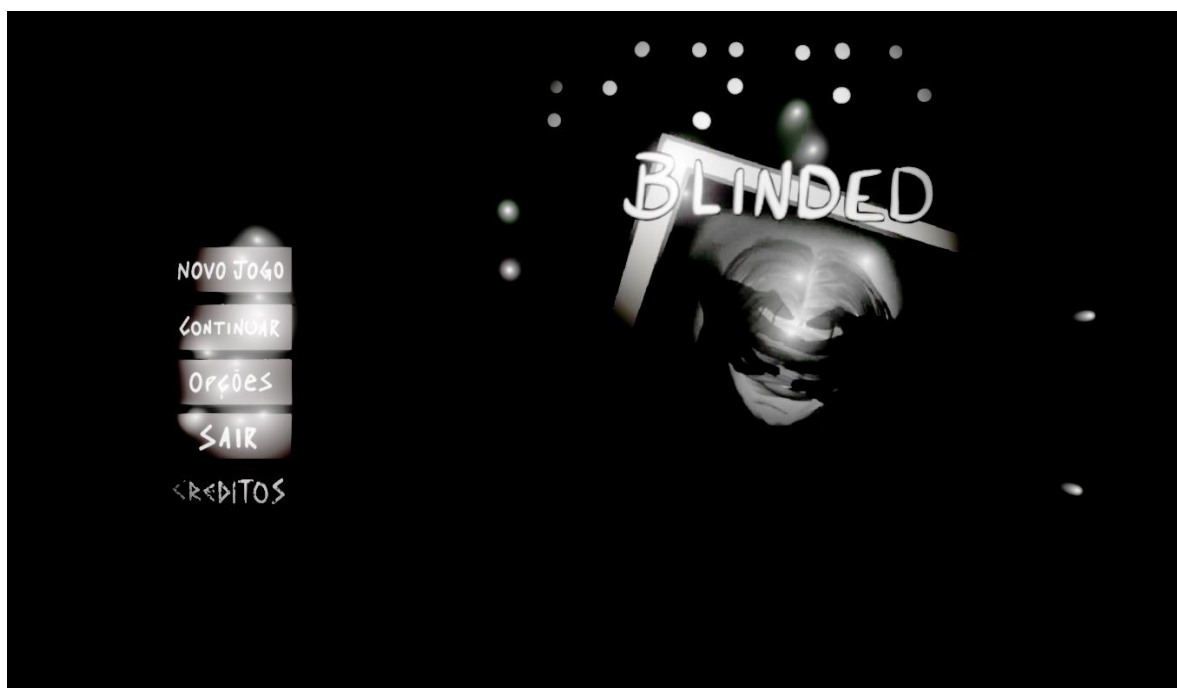 BLINDED
NOVO JOGO
CONTINUAR
OPÇÕES
SAIR
CREDITOS